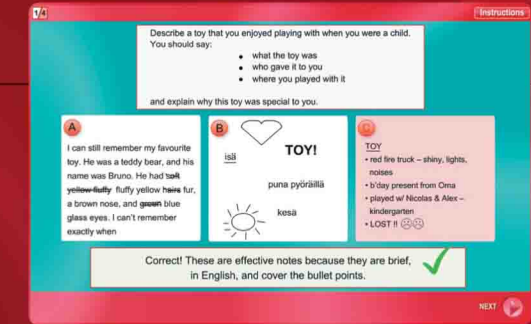 1/4
Instructions
Describe a toy that you enjoyed playing with when you were a child.
You should say:
• what the toy was
• who gave it to you
• where you played with it
and explain why this toy was special to you.
A
I can still remember my favourite
toy. He was a teddy bear, and his
name was Bruno. He had soft
yellow fluffy fluffy yellow hairs fur,
a brown nose, and green blue
glass eyes. I can't remember
exactly when
B
isä
TOY!
puna pyöräillä
kesä
C
TOY
• red fire truck – shiny, lights,
noises
• b'day present from Oma
• played w/ Nicolas & Alex –
kindergarten
• LOST !!
Correct! These are effective notes because they are brief,
in English, and cover the bullet points.
NEXT